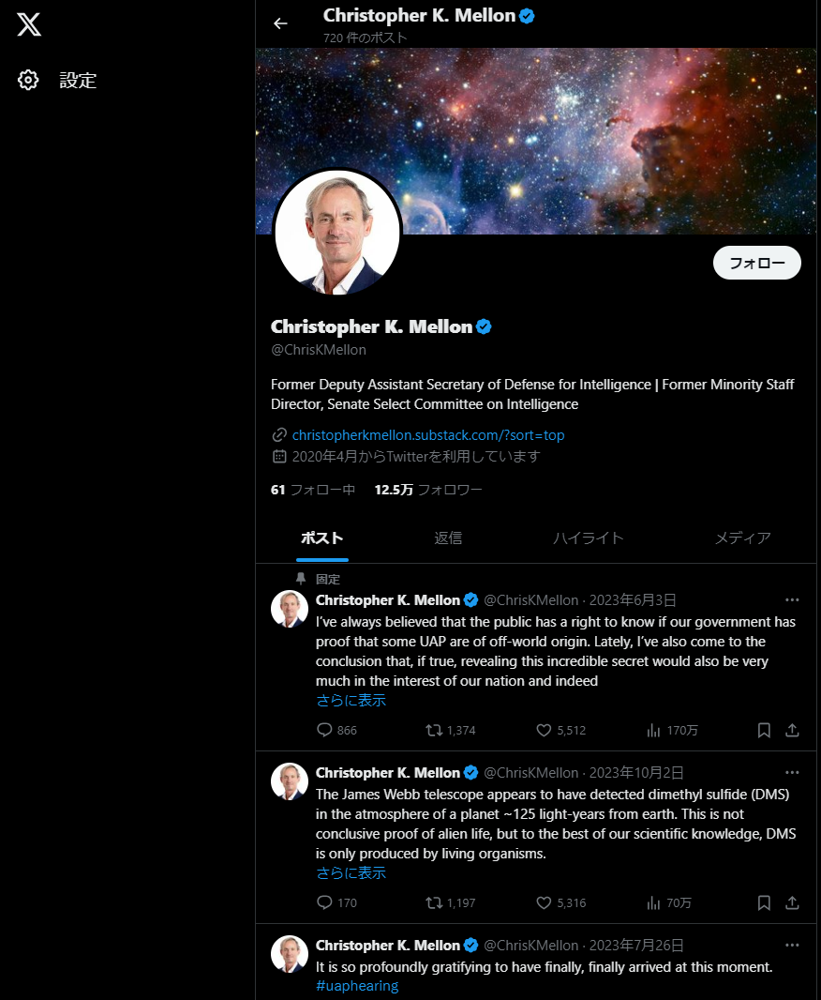 Christopher K. Mellon
720 件のポスト
設定
フォロー
Christopher K. Mellon
@ChrisKMellon
Former Deputy Assistant Secretary of Defense for Intelligence | Former Minority Staff
Director, Senate Select Committee on Intelligence
christopherkmellon.substack.com/?sort=top
2020年4月からTwitterを利用しています
61 フォロー中 12.5万 フォロワー
ポスト 返信 ハイライト メディア
固定
Christopher K. Mellon @ChrisKMellon · 2023年6月3日
I've always believed that the public has a right to know if our government has
proof that some UAP are of off-world origin. Lately, I've also come to the
conclusion that, if true, revealing this incredible secret would also be very
much in the interest of our nation and indeed
さらに表示
866 1,374 5,512 170万
Christopher K. Mellon @ChrisKMellon · 2023年10月2日
The James Webb telescope appears to have detected dimethyl sulfide (DMS)
in the atmosphere of a planet ~125 light-years from earth. This is not
conclusive proof of alien life, but to the best of our scientific knowledge, DMS
is only produced by living organisms.
さらに表示
170 1,197 5,316 70万
Christopher K. Mellon @ChrisKMellon · 2023年7月26日
It is so profoundly gratifying to have finally, finally arrived at this moment.
#uaphearing